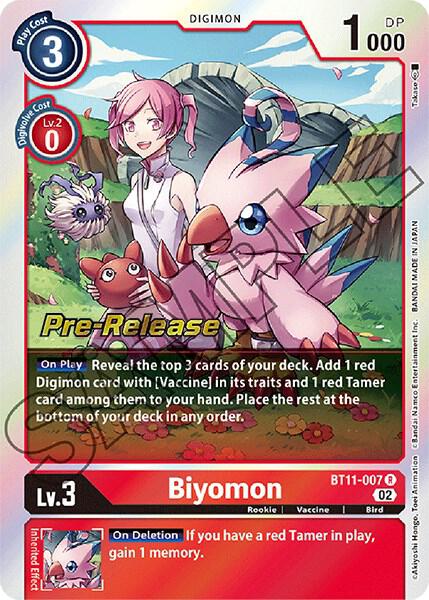 Play Cost
3
DIGIMON
DP
1000
Digivolve Cost
Lv.2
0
Takase
Pre-Release
SAMPLE
On Play Reveal the top 3 cards of your deck. Add 1 red
Digimon card with [Vaccine] in its traits and 1 red Tamer
card among them to your hand. Place the rest at the
bottom of your deck in any order.
©Akiyoshi Hongo, Toei Animation ©Bandai Namco Entertainment Inc. BANDAI MADE IN JAPAN
Lv.3
Biyomon
BT11-007 R
02
Rookie | Vaccine | Bird
Inherited Effect
On Deletion If you have a red Tamer in play,
gain 1 memory.